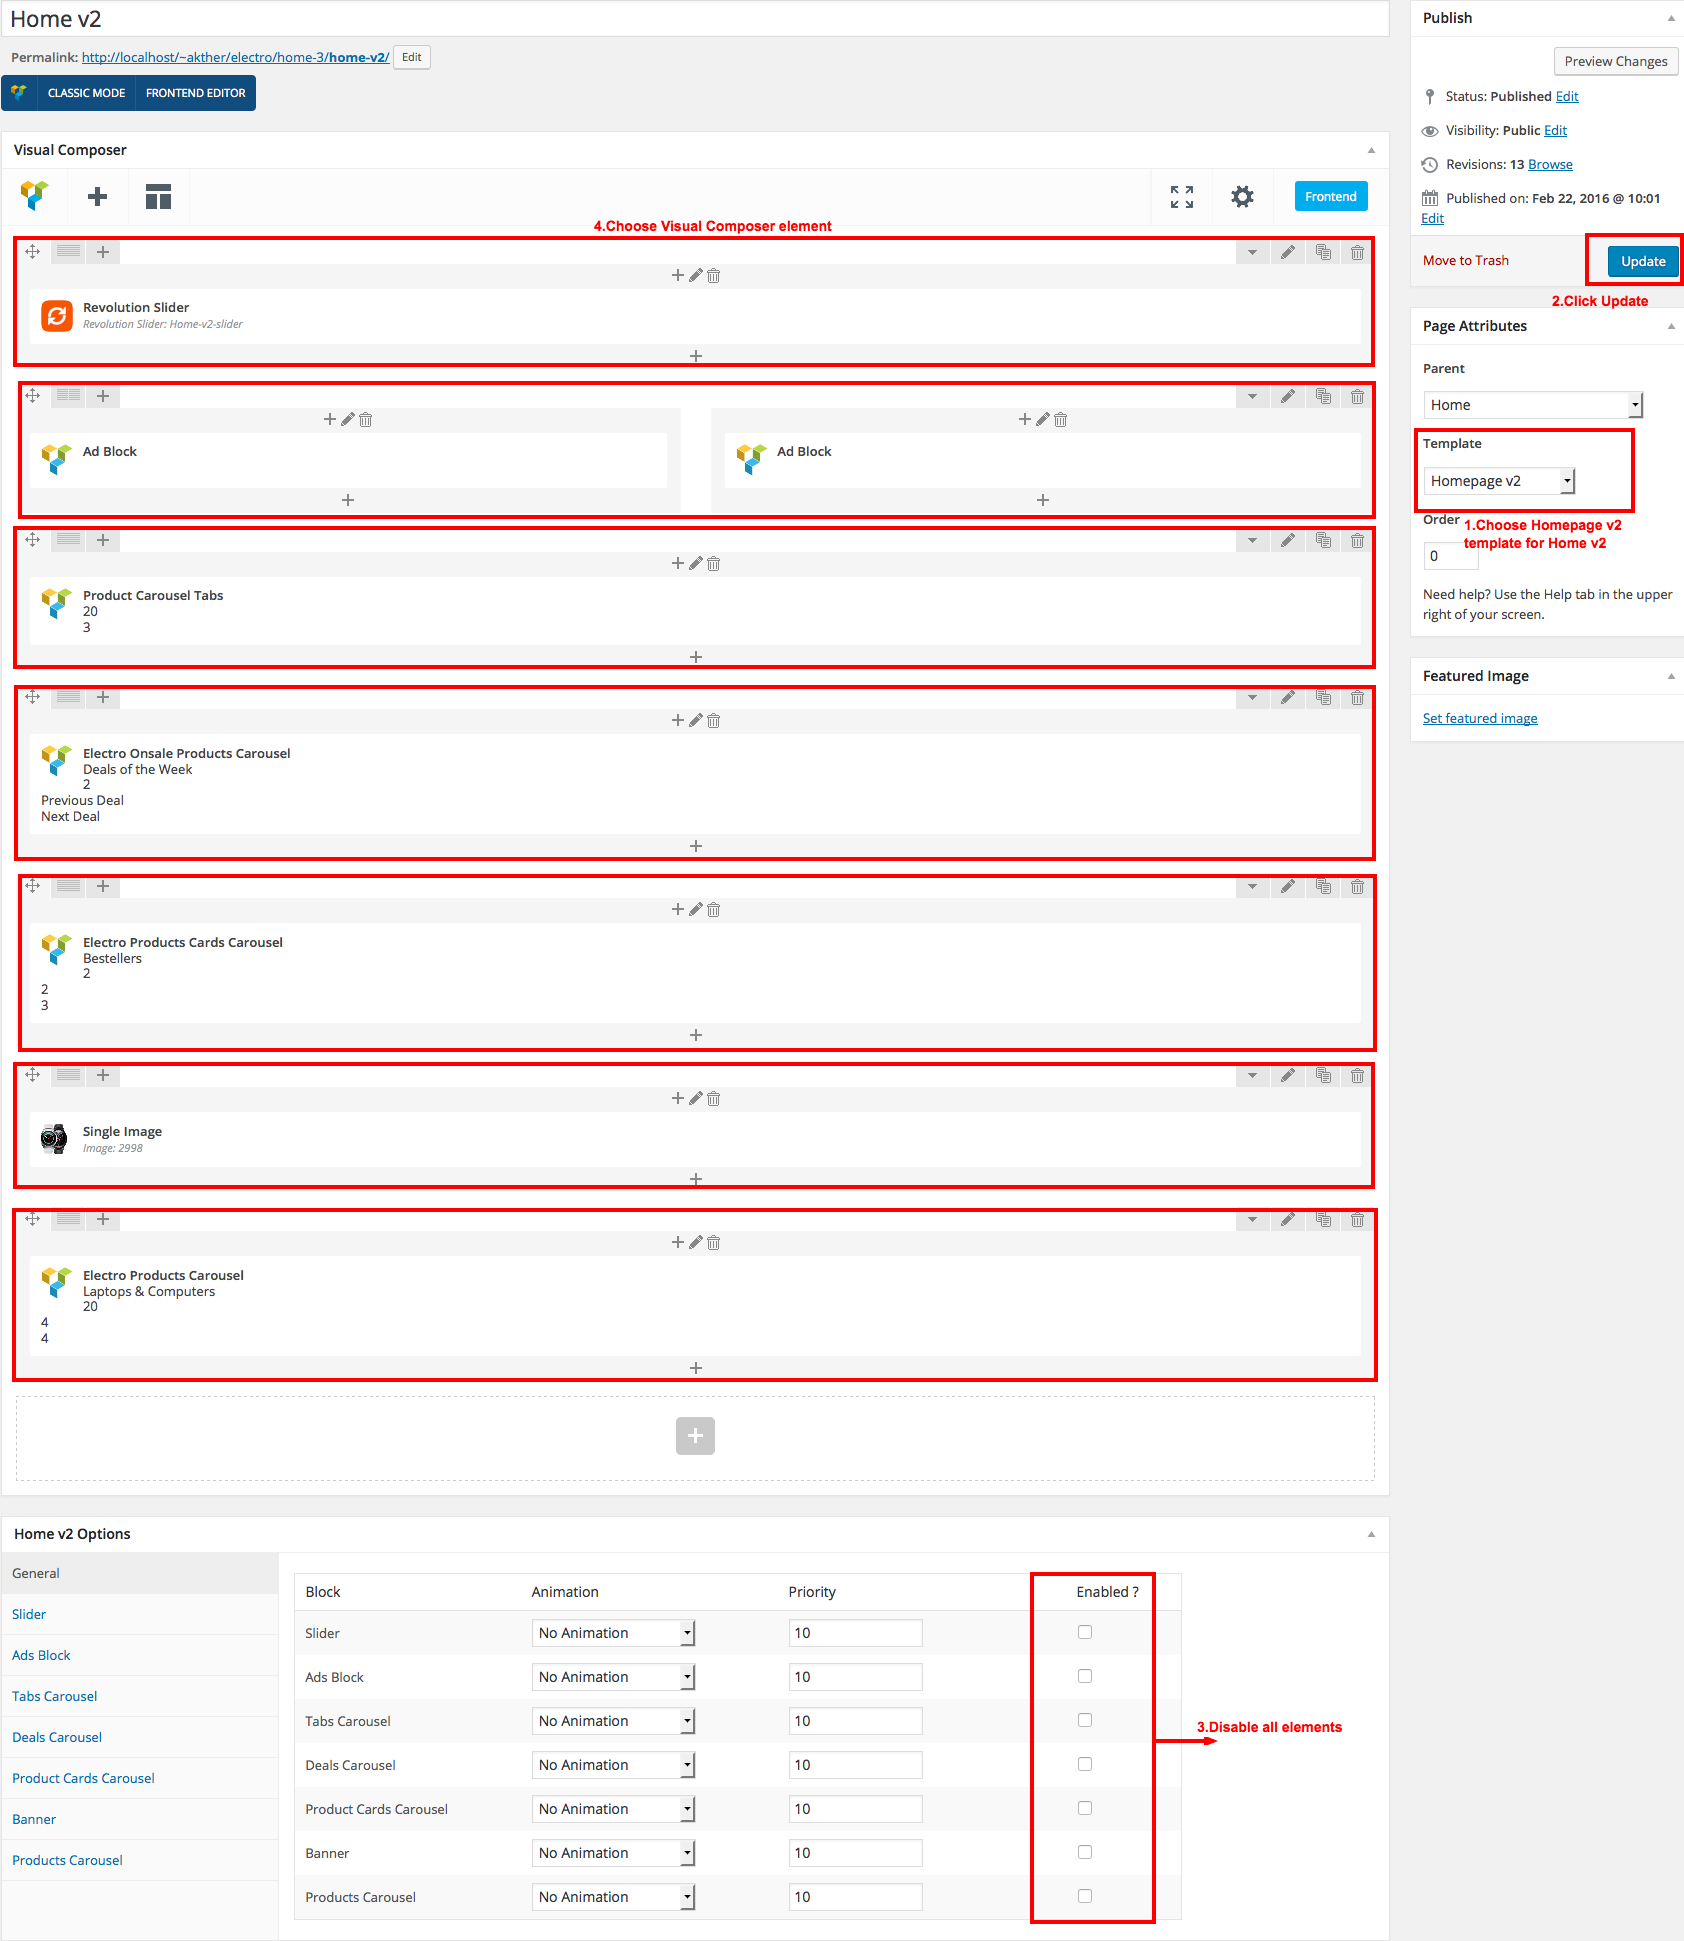 Home v2
Permalink: http://localhost/~akther/electro/home-3/home-v2/ Edit
CLASSIC MODE FRONTEND EDITOR
Visual Composer
Frontend
4.Choose Visual Composer element
Revolution Slider
Revolution Slider: Home-v2-slider
Ad Block
Ad Block
Product Carousel Tabs
20
3
Electro Onsale Products Carousel
Deals of the Week
2
Previous Deal
Next Deal
Electro Products Cards Carousel
Bestellers
2
2
3
Single Image
Image: 2998
Electro Products Carousel
Laptops & Computers
20
4
4
Home v2 Options
General
Slider
Ads Block
Tabs Carousel
Deals Carousel
Product Cards Carousel
Banner
Products Carousel
Block Animation Priority Enabled ?
Slider No Animation 10
Ads Block No Animation 10
Tabs Carousel No Animation 10
Deals Carousel No Animation 10
Product Cards Carousel No Animation 10
Banner No Animation 10
Products Carousel No Animation 10
3.Disable all elements
Publish
Preview Changes
Status: Published Edit
Visibility: Public Edit
Revisions: 13 Browse
Published on: Feb 22, 2016 @ 10:01
Edit
Move to Trash Update
2.Click Update
Page Attributes
Parent
Home
Template
Homepage v2
Order
1.Choose Homepage v2
template for Home v2
0
Need help? Use the Help tab in the upper
right of your screen.
Featured Image
Set featured image